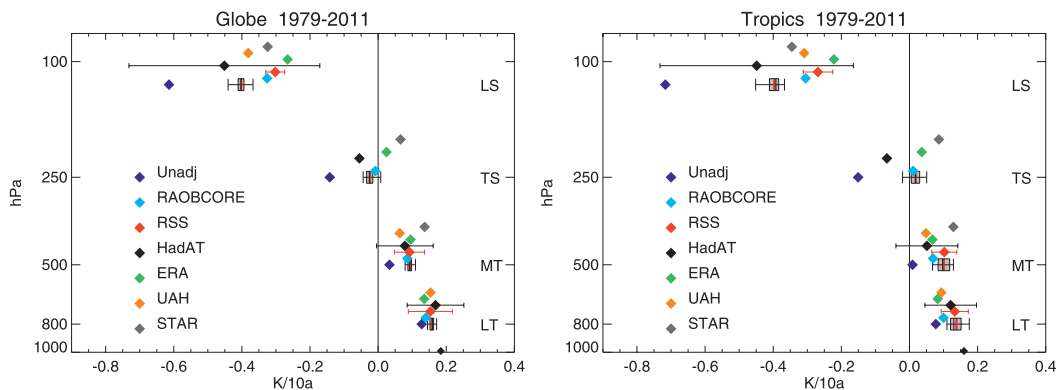 Globe 1979-2011
100
250
500
800
1000
hPa
LS
TS
MT
LT
Unadj
RAOBCORE
RSS
HadAT
ERA
UAH
STAR
-0.8 -0.6 -0.4 -0.2 0.0 0.2 0.4
K/10a
Tropics 1979-2011
100
250
500
800
1000
hPa
LS
TS
MT
LT
Unadj
RAOBCORE
RSS
HadAT
ERA
UAH
STAR
-0.8 -0.6 -0.4 -0.2 0.0 0.2 0.4
K/10a